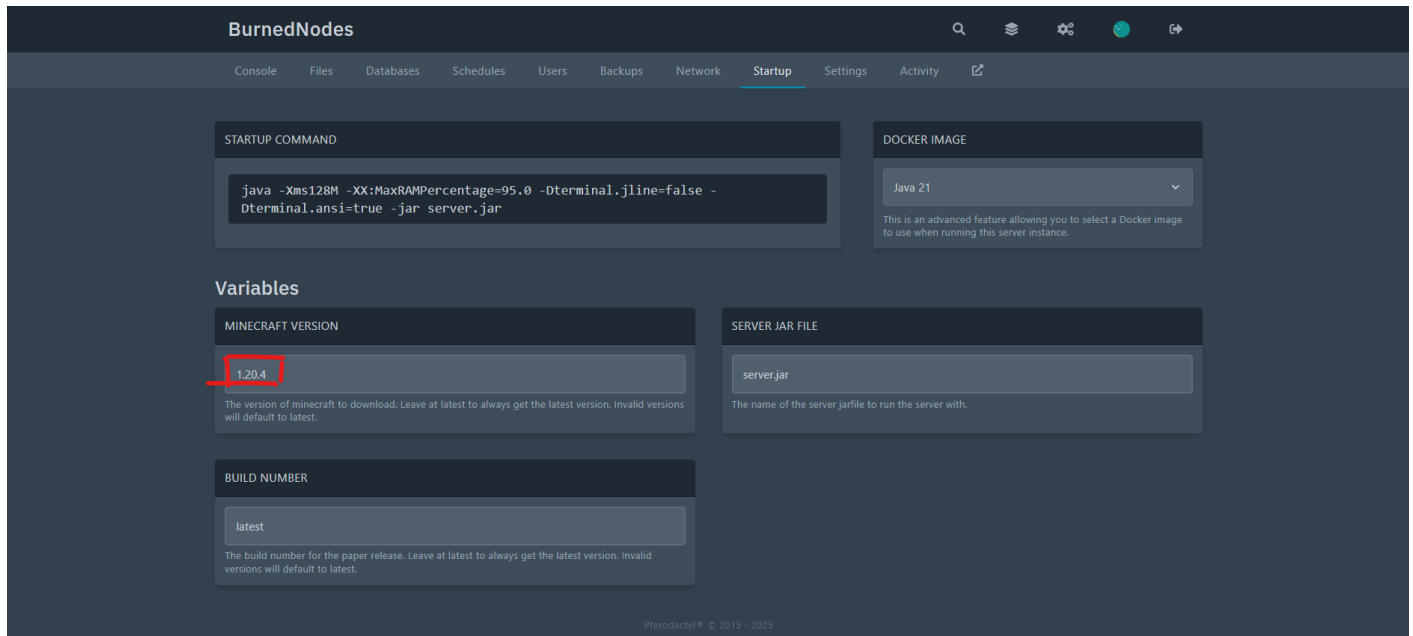 BurnedNodes
Console Files Databases Schedules Users Backups Network Startup Settings Activity
STARTUP COMMAND
java -Xms128M -XX:MaxRAMPercentage=95.0 -Dterminal.jline=false -
Dterminal.ansi=true -jar server.jar
DOCKER IMAGE
Java 21
This is an advanced feature allowing you to select a Docker image
to use when running this server instance.
Variables
MINECRAFT VERSION
1.20.4
The version of minecraft to download. Leave at latest to always get the latest version. Invalid versions
will default to latest.
SERVER JAR FILE
server.jar
The name of the server jarfile to run the server with.
BUILD NUMBER
latest
The build number for the paper release. Leave at latest to always get the latest version. Invalid
versions will default to latest.
Pterodactyl® © 2015 - 2025